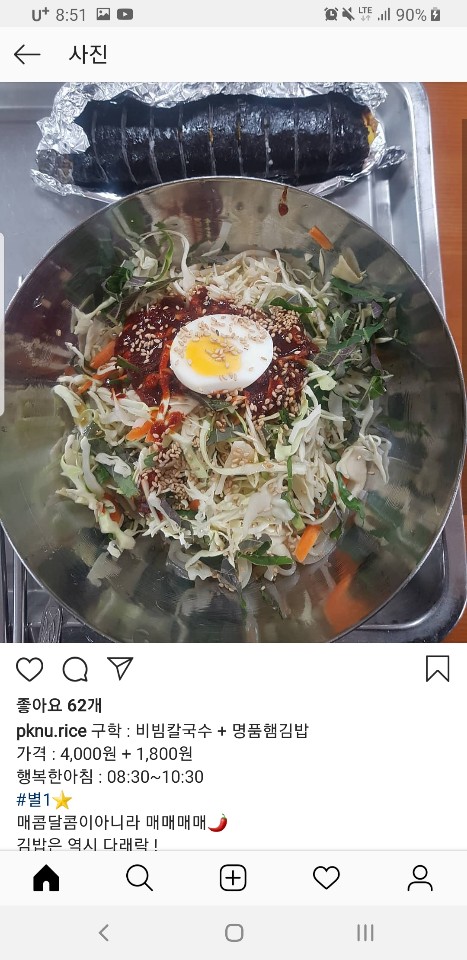 U+ 8:51 LTE 90%
사진
좋아요 62개
pknu.rice 구학 : 비빔칼국수 + 명품햄김밥
가격 : 4,000원 + 1,800원
행복한아침 : 08:30~10:30
#별1⭐
매콤달콤이아니라 매매매매🌶️
김밥은 역시 다래락 !